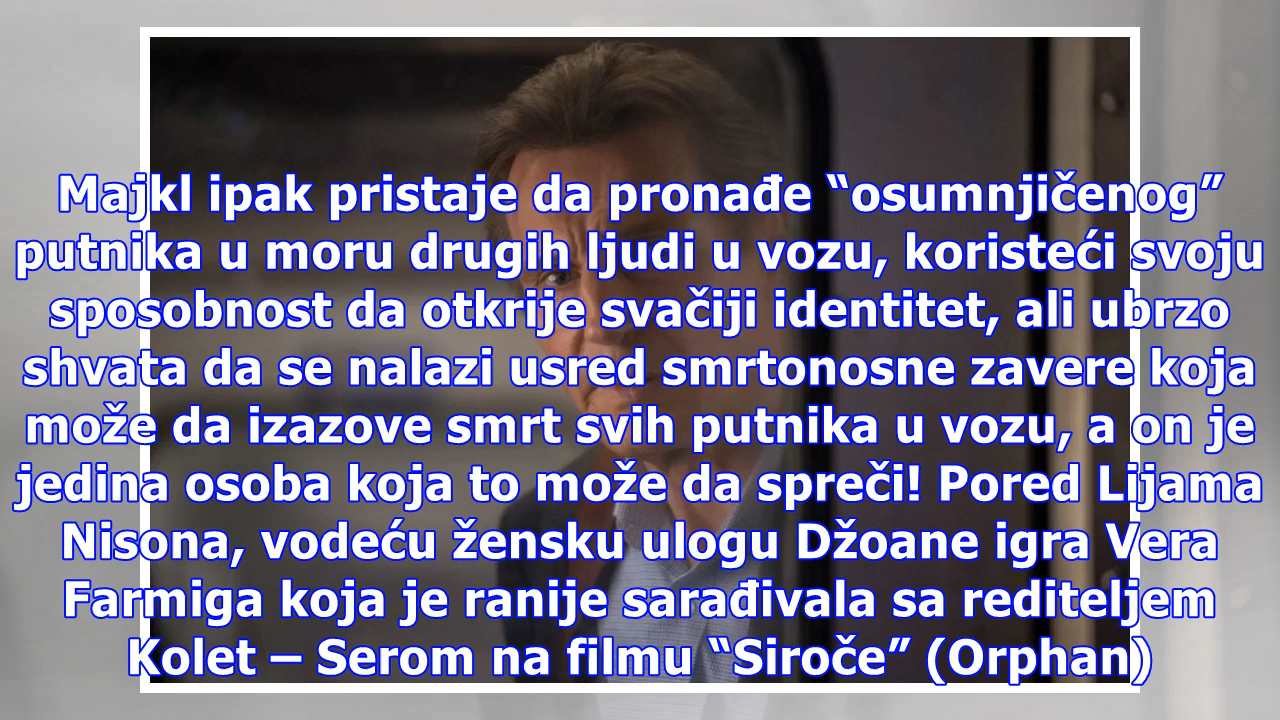 Majkl ipak pristaje da pronađe “osumnjičenog”
putnika u moru drugih ljudi u vozu, koristeći svoju
sposobnost da otkrije svačiji identitet, ali ubrzo
shvata da se nalazi usred smrtonosne zavere koja
može da izazove smrt svih putnika u vozu, a on je
jedina osoba koja to može da spreči! Pored Lijama
Nisona, vodeću žensku ulogu Džoane igra Vera
Farmiga koja je ranije sarađivala sa rediteljem
Kolet – Serom na filmu “Siroče” (Orphan)